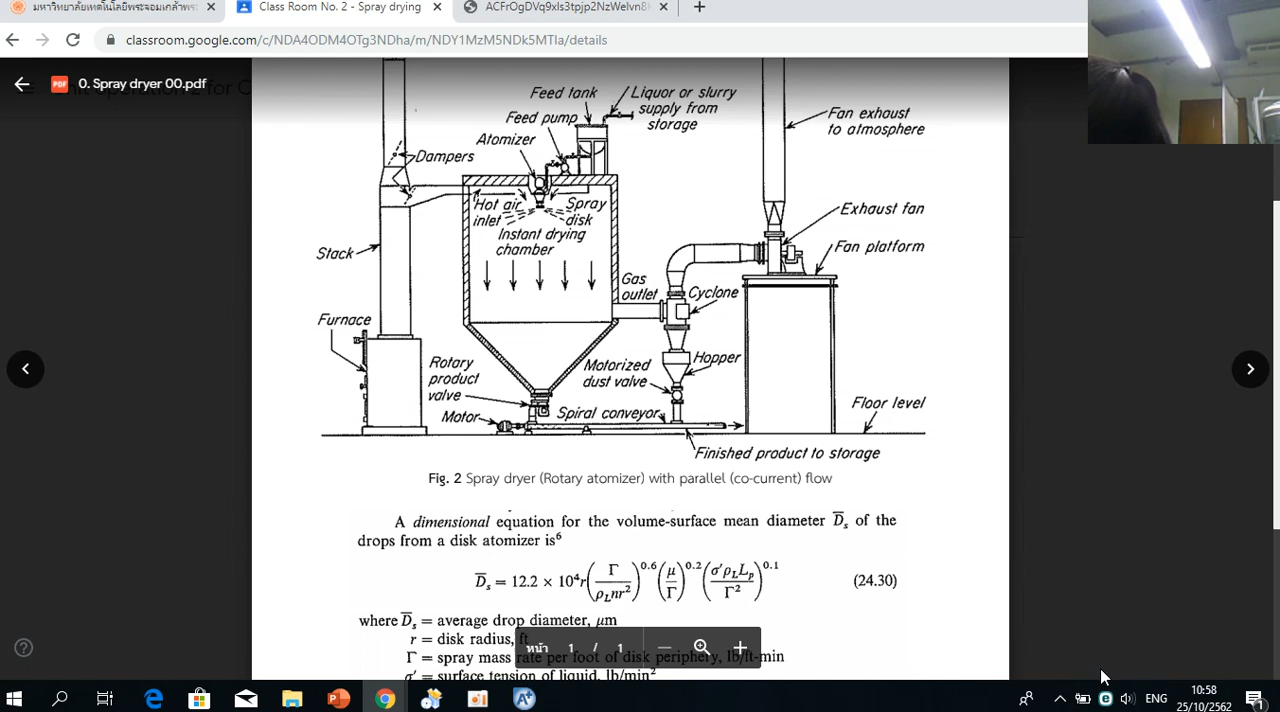 มหาวิทยาลัยเทคโนโลยีพระจอมเกล้าพระ
Class Room No. 2 - Spray drying
classroom.google.com/c/NDA4ODM4OTg3NDha/m/NDY1MzM5NDk5MTIa/details
0. Spray dryer 00.pdf
Feed tank
Liquor or slurry
supply from
storage
Feed pump
Atomizer
Fan exhaust
to atmosphere
Dampers
Hot air
inlet
Spray
disk
Instant drying
chamber
Exhaust fan
Fan platform
Stack
Gas
outlet
Cyclone
Furnace
Rotary
product
valve
Motorized
dust valve
Hopper
Motor
Spiral conveyor
Floor level
Finished product to storage
Fig. 2 Spray dryer (Rotary atomizer) with parallel (co-current) flow
A dimensional equation for the volume-surface mean diameter D̅s of the
drops from a disk atomizer is⁶
D̅s = 12.2 × 10⁴r(Γ/ρLnr²)^0.6 (μ/Γ)^0.2 (σ′ρLLp/Γ²)^0.1 (24.30)
where D̅s = average drop diameter, μm
r = disk radius, ft
หน้า 1 / 1
Γ = spray mass rate per foot of disk periphery, lb/ft-min
σ′ = surface tension of liquid, lb/min²
ENG
10:58
25/10/2562